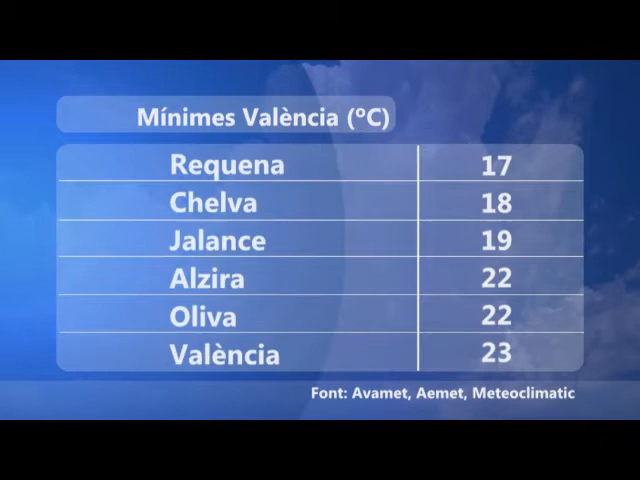 Mínimes València (ºC)
Requena 17
Chelva 18
Jalance 19
Alzira 22
Oliva 22
València 23
Font: Avamet, Aemet, Meteoclimatic